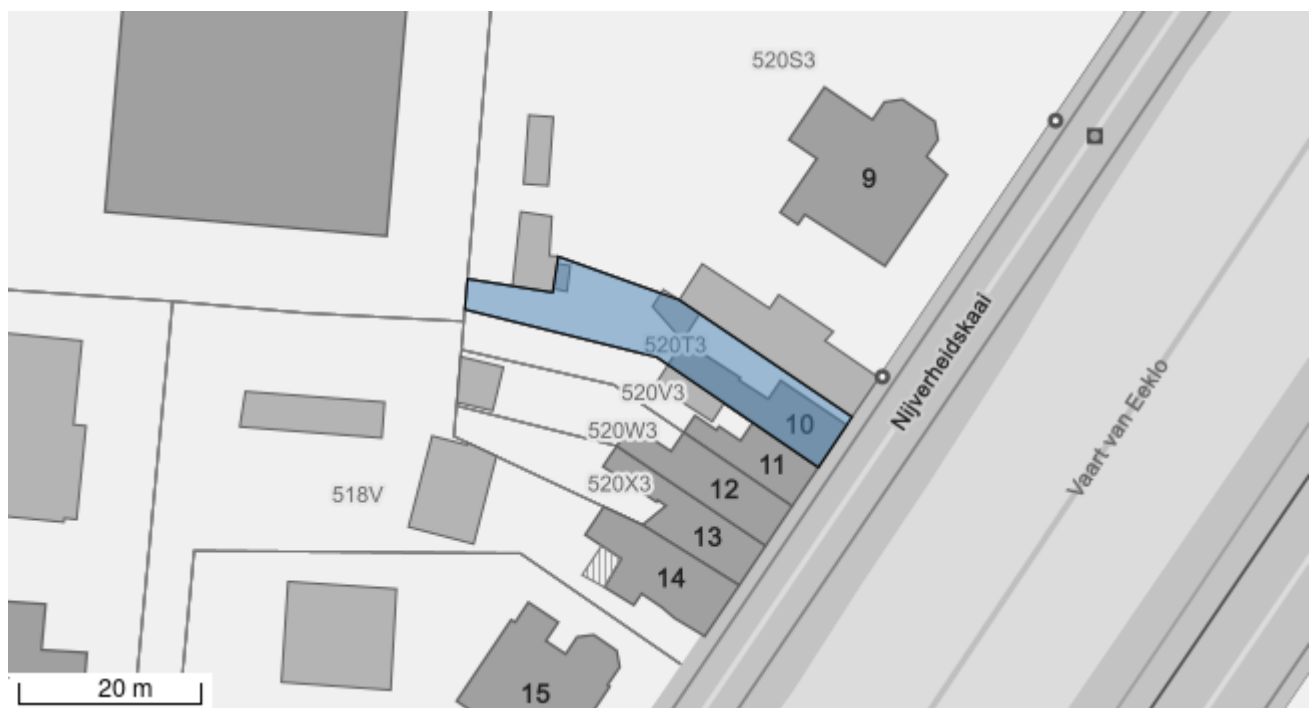 520S3
9
Nijverheidskaai
Vaart van Eeklo
520T3
520V3
10
520W3
11
520X3
12
518V
13
14
15
20 m